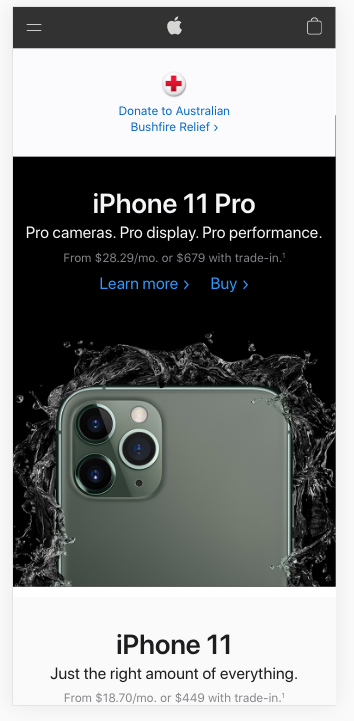 Donate to Australian
Bushfire Relief ›
iPhone 11 Pro
Pro cameras. Pro display. Pro performance.
From $28.29/mo. or $679 with trade-in.¹
Learn more › Buy ›
iPhone 11
Just the right amount of everything.
From $18.70/mo. or $449 with trade-in.¹